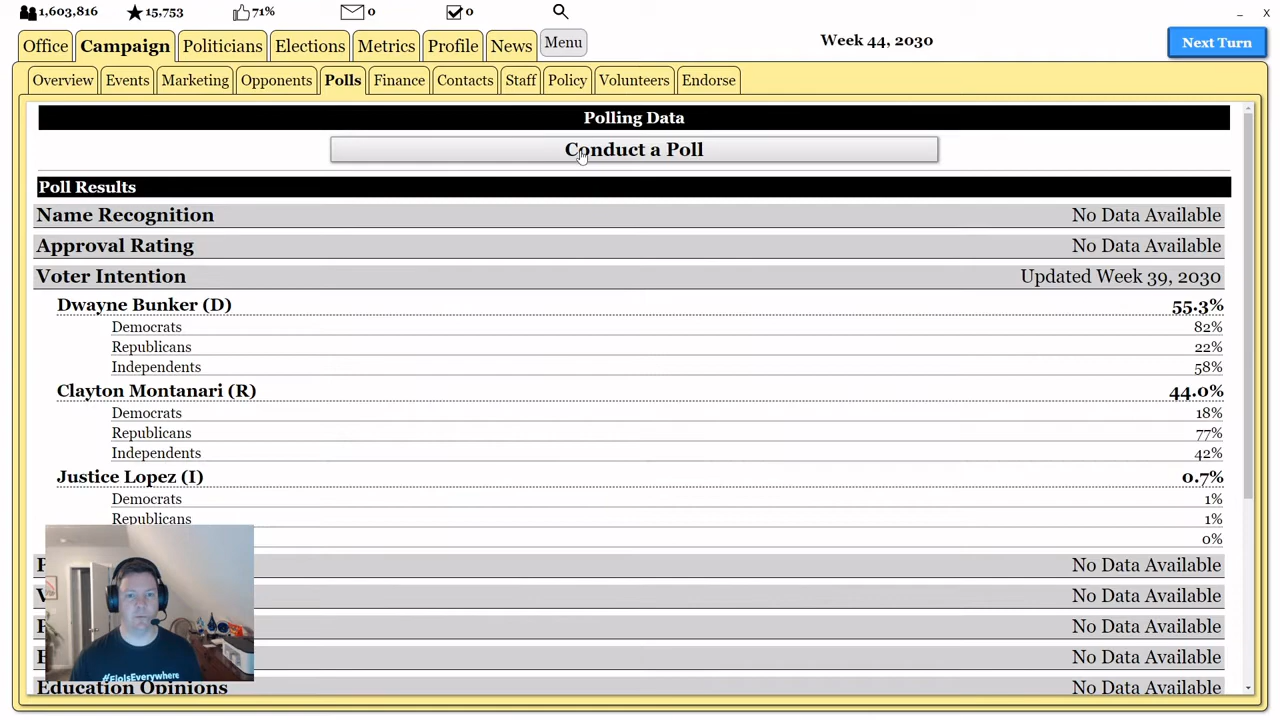 1,603,816 15,753 71% 0 0
_ X
Office Campaign Politicians Elections Metrics Profile News Menu
Week 44, 2030
Next Turn
Overview Events Marketing Opponents Polls Finance Contacts Staff Policy Volunteers Endorse
Polling Data
Conduct a Poll
Poll Results
Name Recognition No Data Available
Approval Rating No Data Available
Voter Intention Updated Week 39, 2030
Dwayne Bunker (D) 55.3%
Democrats 82%
Republicans 22%
Independents 58%
Clayton Montanari (R) 44.0%
Democrats 18%
Republicans 77%
Independents 42%
Justice Lopez (I) 0.7%
Democrats 1%
Republicans 1%
0%
No Data Available
No Data Available
No Data Available
No Data Available
#FloIsEverywhere
Education Opinions No Data Available